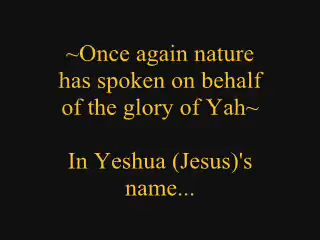 ~Once again nature
has spoken on behalf
of the glory of Yah~
In Yeshua (Jesus)'s
name...